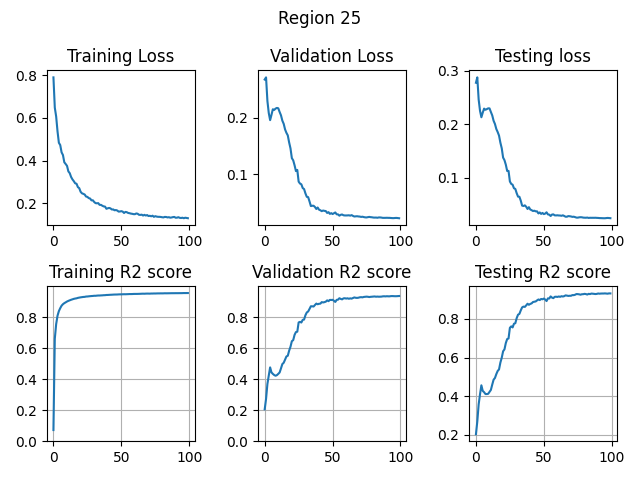 Region 25
Training Loss
Validation Loss
Testing loss
0.8
0.6
0.4
0.2
0 50 100
0.2
0.1
0 50 100
0.3
0.2
0.1
0 50 100
Training R2 score
Validation R2 score
Testing R2 score
0.8
0.6
0.4
0.2
0.0
0 50 100
0.8
0.6
0.4
0.2
0.0
0 50 100
0.8
0.6
0.4
0.2
0 50 100